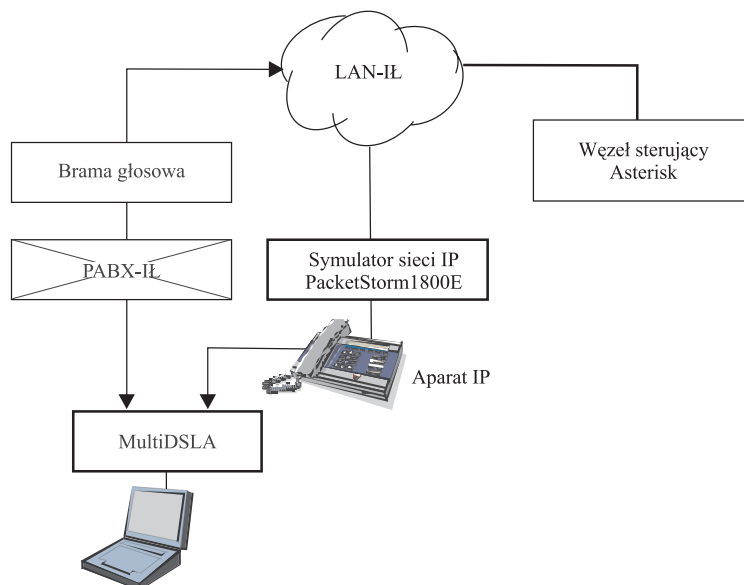 LAN-IŁ
Węzeł sterujący
Asterisk
Brama głosowa
PABX-IŁ
Symulator sieci IP
PacketStorm1800E
Aparat IP
MultiDSLA